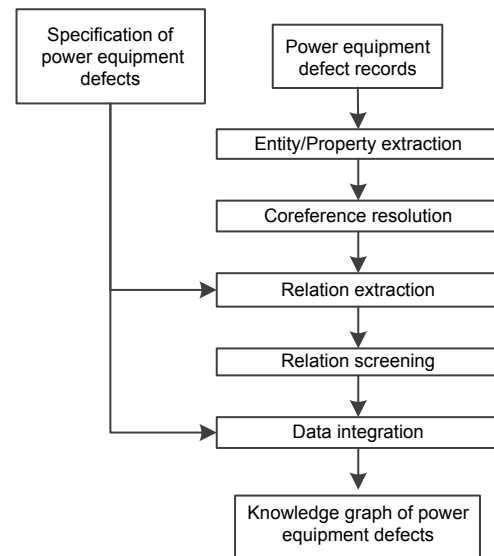 Specification of
power equipment
defects
Power equipment
defect records
Entity/Property extraction
Coreference resolution
Relation extraction
Relation screening
Data integration
Knowledge graph of power
equipment defects